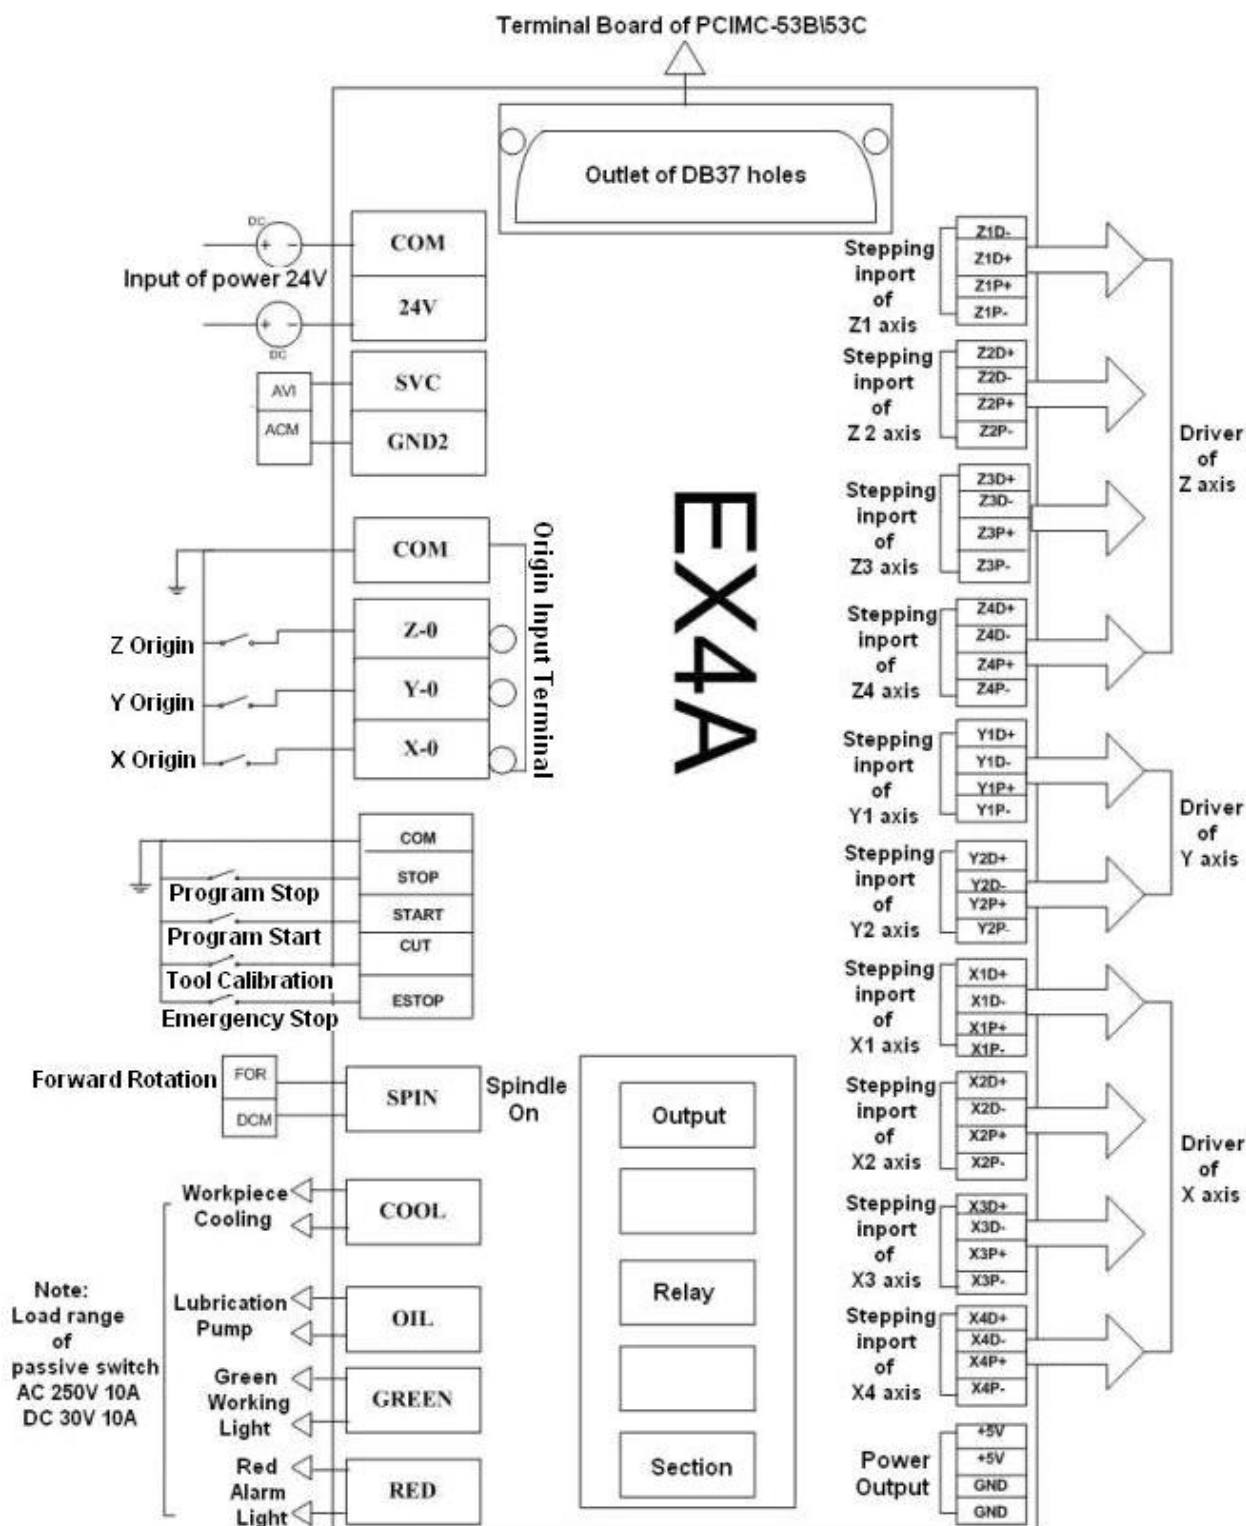 Terminal Board of PCIMC-53B\53C
Outlet of DB37 holes
DC
+ -
COM
Input of power 24V
24V
+ -
DC
AVI
SVC
ACM
GND2
COM
Origin Input Terminal
Z Origin
Z-0
Y Origin
Y-0
X Origin
X-0
COM
STOP
Program Stop
START
Program Start
CUT
Tool Calibration
ESTOP
Emergency Stop
Forward Rotation
FOR
DCM
SPIN
Spindle
On
Workpiece
Cooling
COOL
Note:
Load range
of
passive switch
AC 250V 10A
DC 30V 10A
Lubrication
Pump
OIL
Green
Working
Light
GREEN
Red
Alarm
Light
RED
EX4A
Output
Relay
Section
Stepping
inport
of
Z1 axis
Z1D-
Z1D+
Z1P+
Z1P-
Stepping
inport
of
Z 2 axis
Z2D+
Z2D-
Z2P+
Z2P-
Stepping
inport
of
Z3 axis
Z3D+
Z3D-
Z3P+
Z3P-
Stepping
inport
of
Z4 axis
Z4D+
Z4D-
Z4P+
Z4P-
Driver
of
Z axis
Stepping
inport
of
Y1 axis
Y1D+
Y1D-
Y1P+
Y1P-
Stepping
inport
of
Y2 axis
Y2D+
Y2D-
Y2P+
Y2P-
Driver
of
Y axis
Stepping
inport
of
X1 axis
X1D+
X1D-
X1P+
X1P-
Stepping
inport
of
X2 axis
X2D+
X2D-
X2P+
X2P-
Stepping
inport
of
X3 axis
X3D+
X3D-
X3P+
X3P-
Stepping
inport
of
X4 axis
X4D+
X4D-
X4P+
X4P-
Driver
of
X axis
Power
Output
+5V
+5V
GND
GND